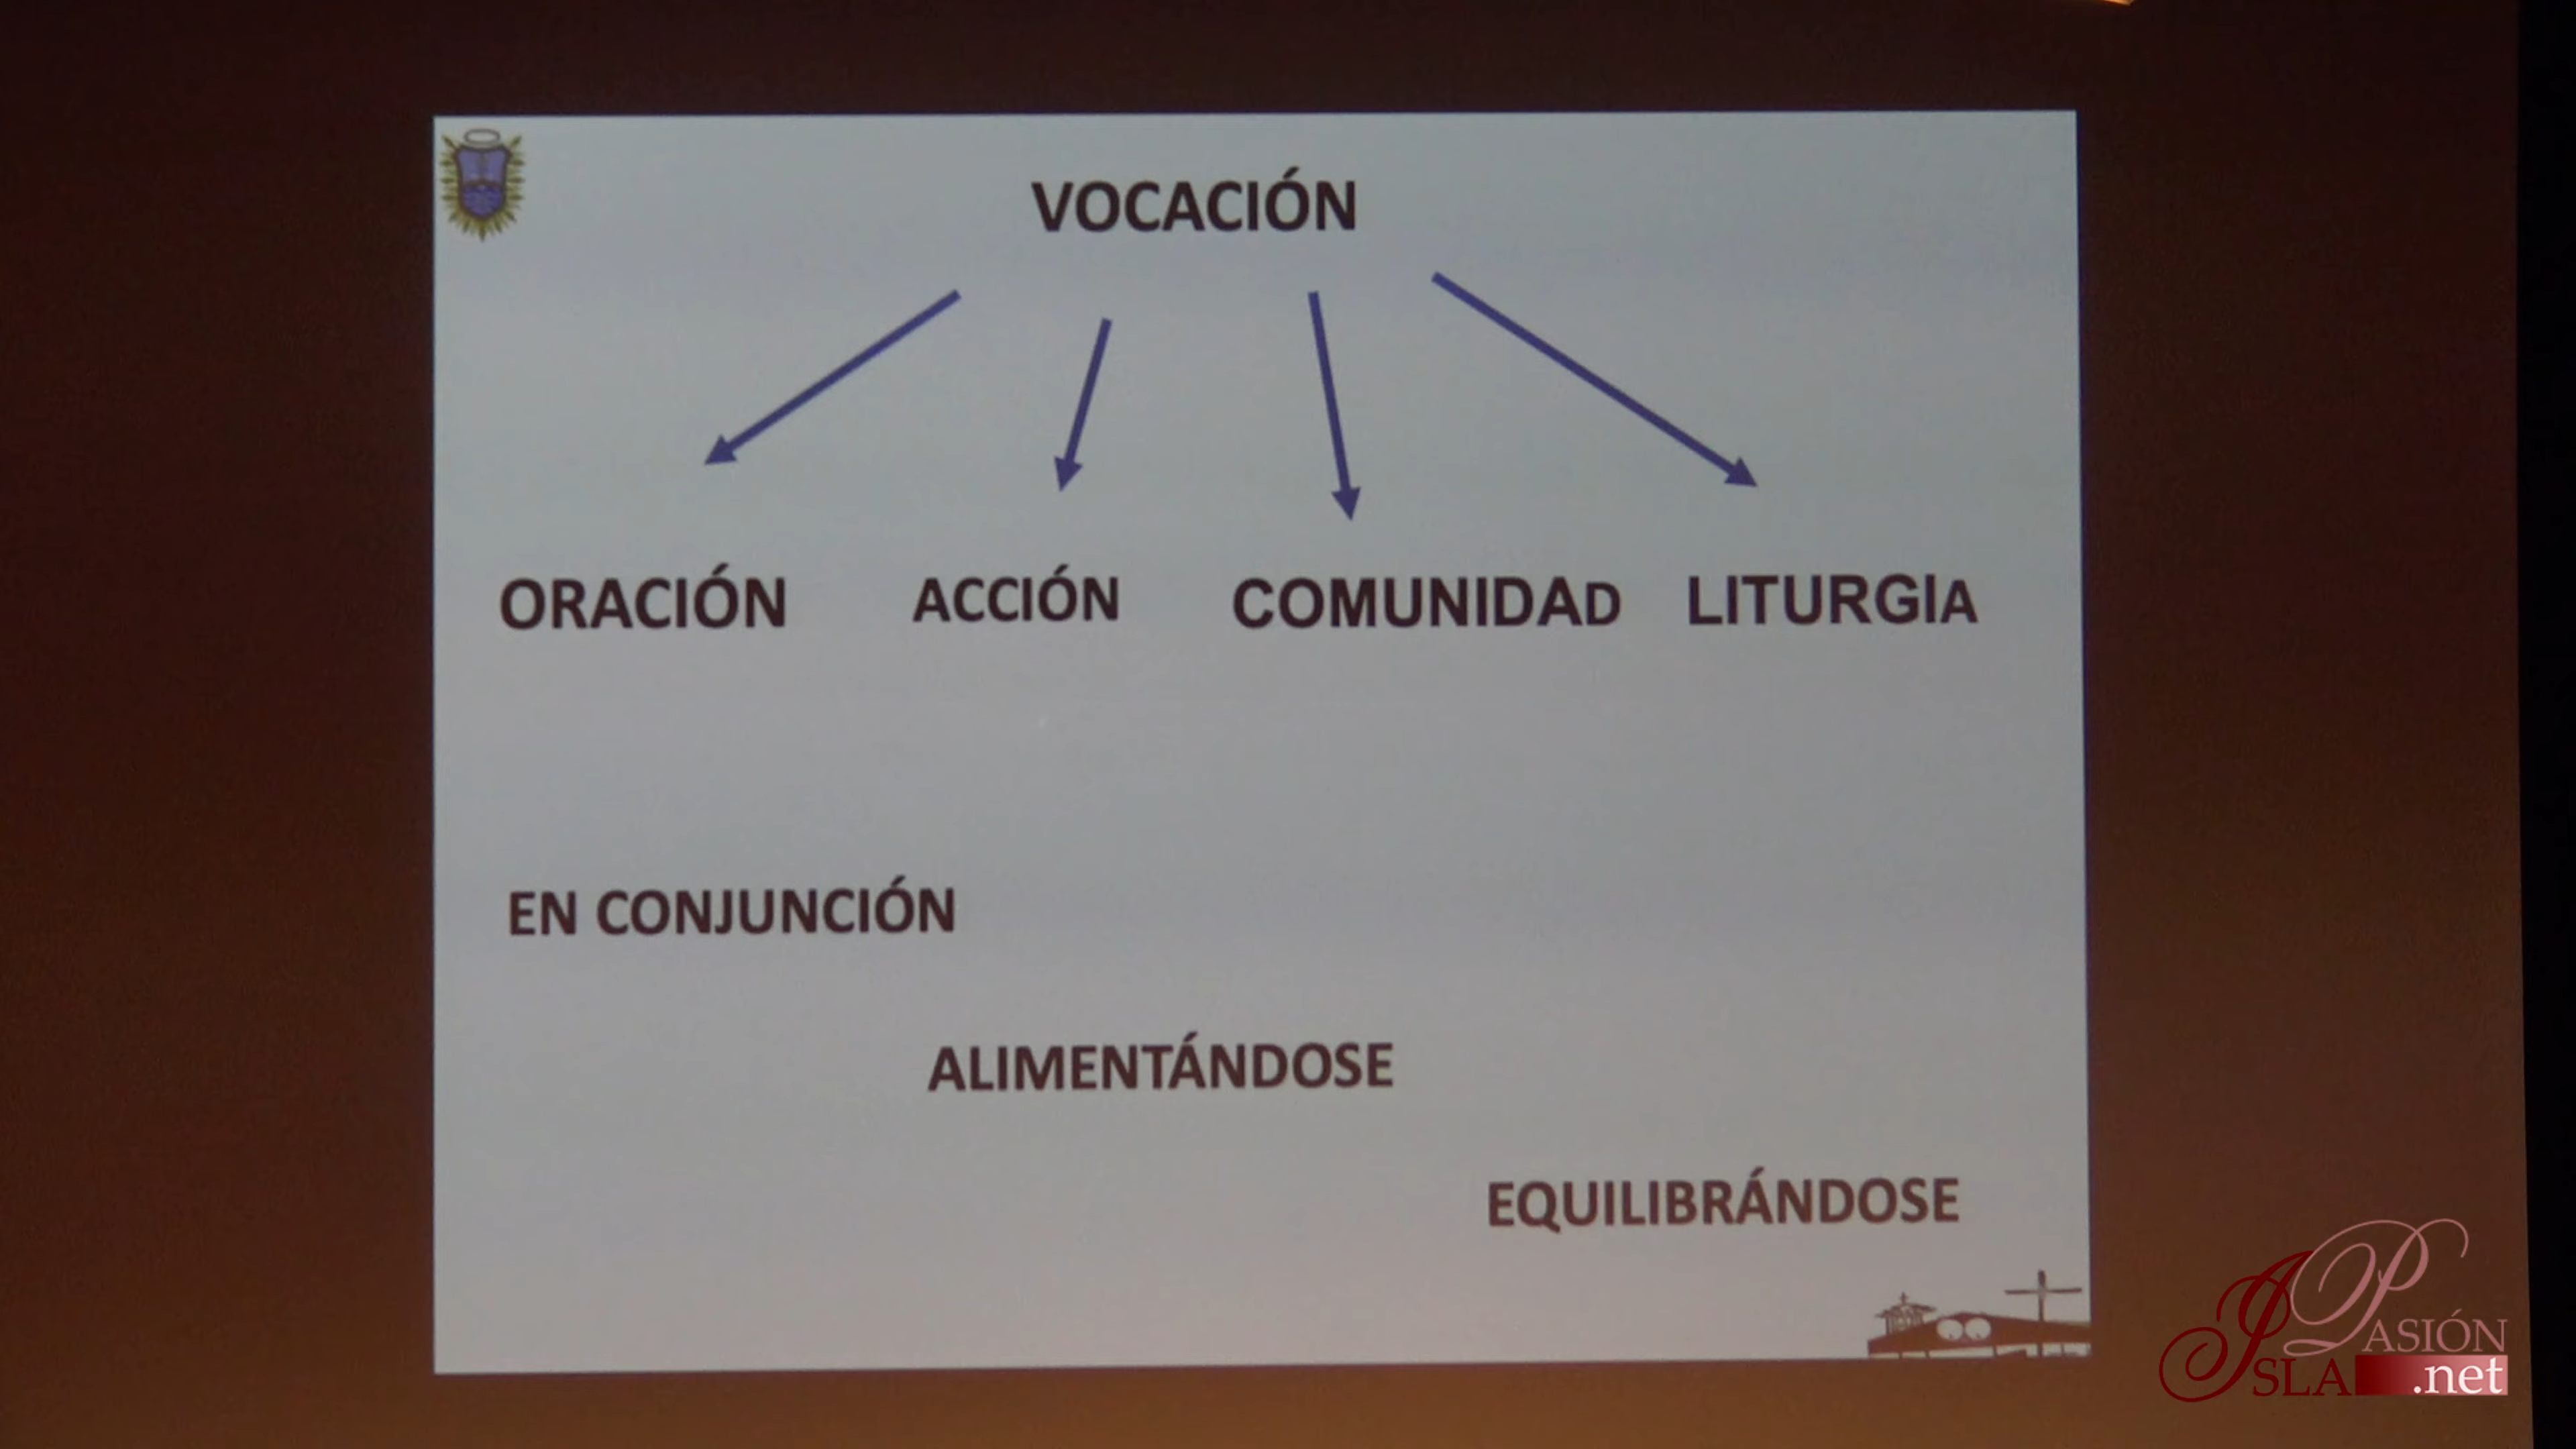 VOCACIÓN
ORACIÓN ACCIÓN COMUNIDAD LITURGIA
EN CONJUNCIÓN
ALIMENTÁNDOSE
EQUILIBRÁNDOSE
ISLA PASIÓN
.net